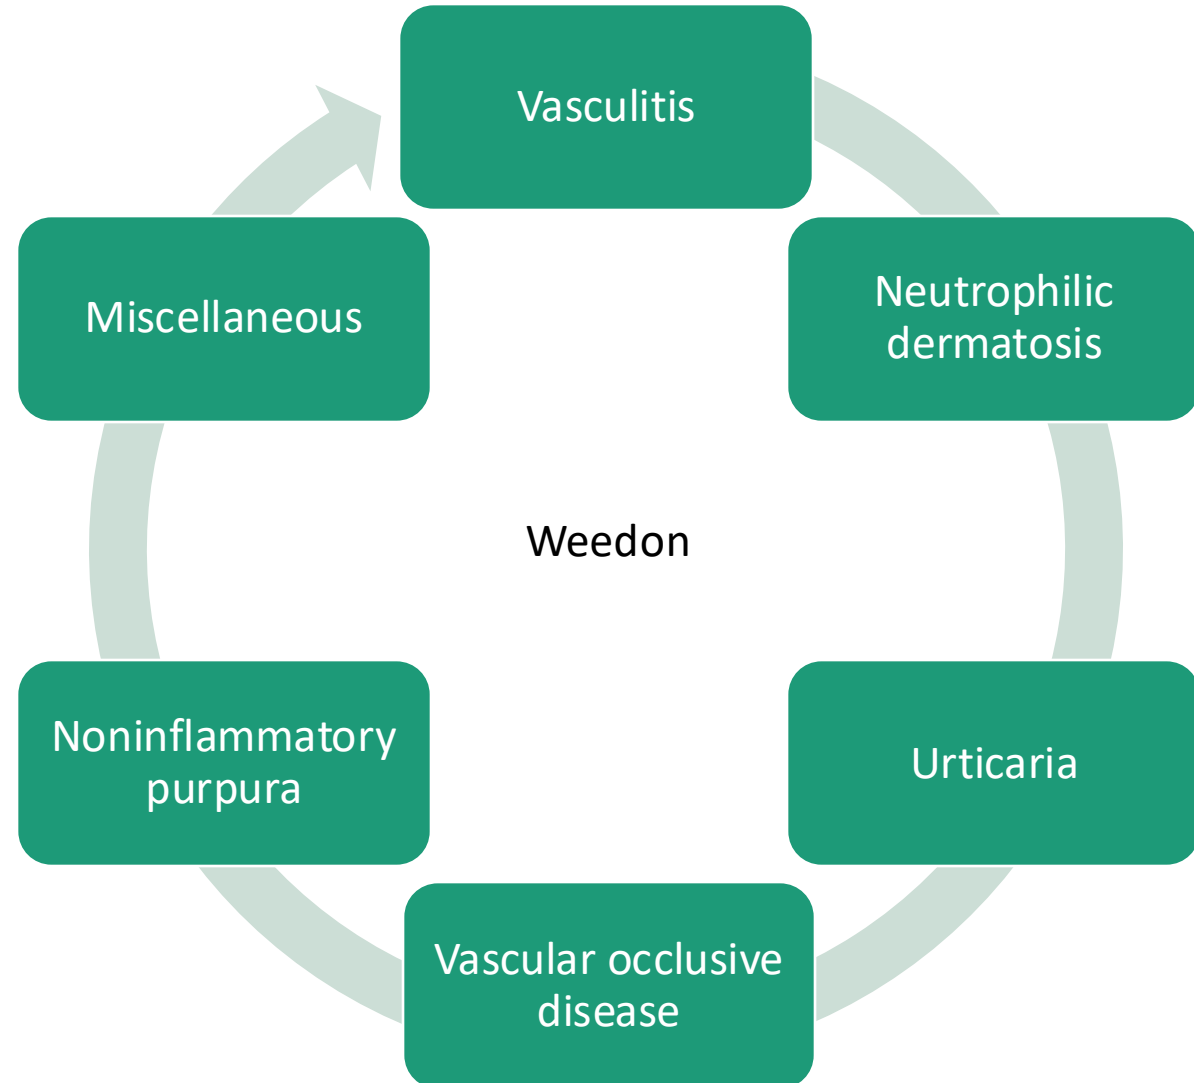 Vasculitis
Neutrophilic
dermatosis
Urticaria
Vascular occlusive
disease
Noninflammatory
purpura
Miscellaneous
Weedon